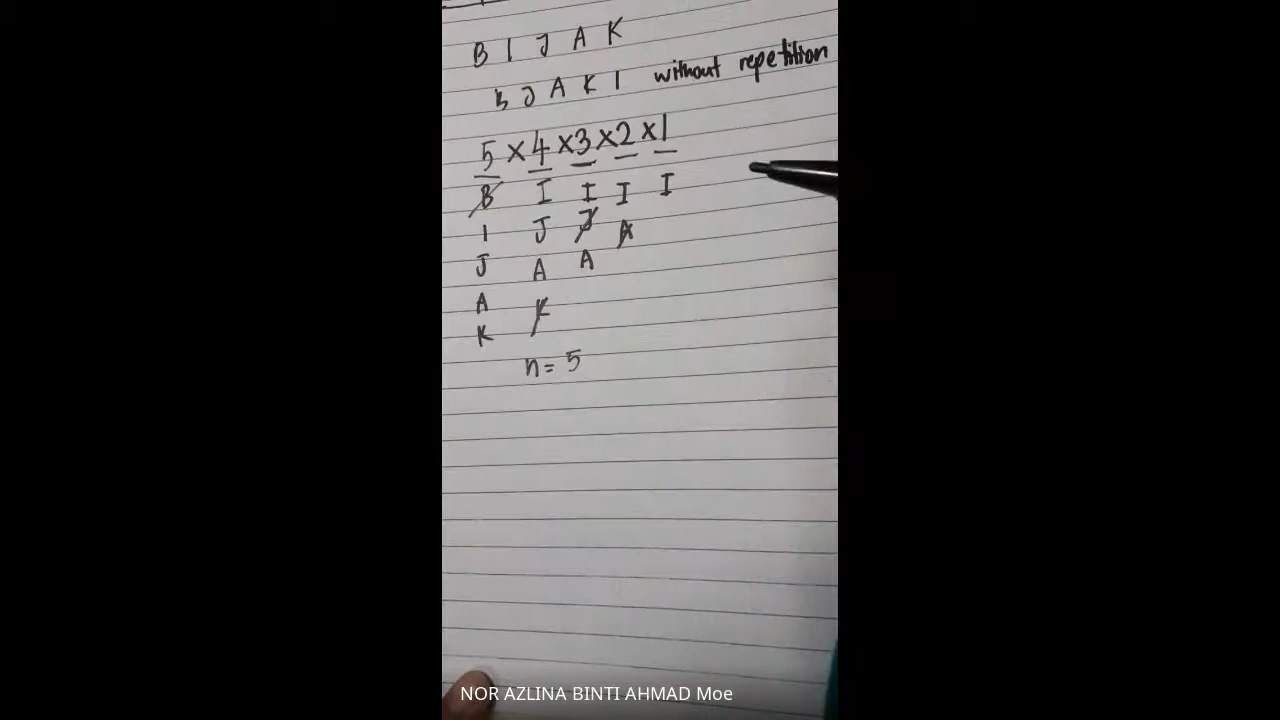 B I J A K
B J A K I without repetition
5 × 4 × 3 × 2 × 1
B I I I I
I J J A
J A A
A K
K
n = 5
NOR AZLINA BINTI AHMAD Moe